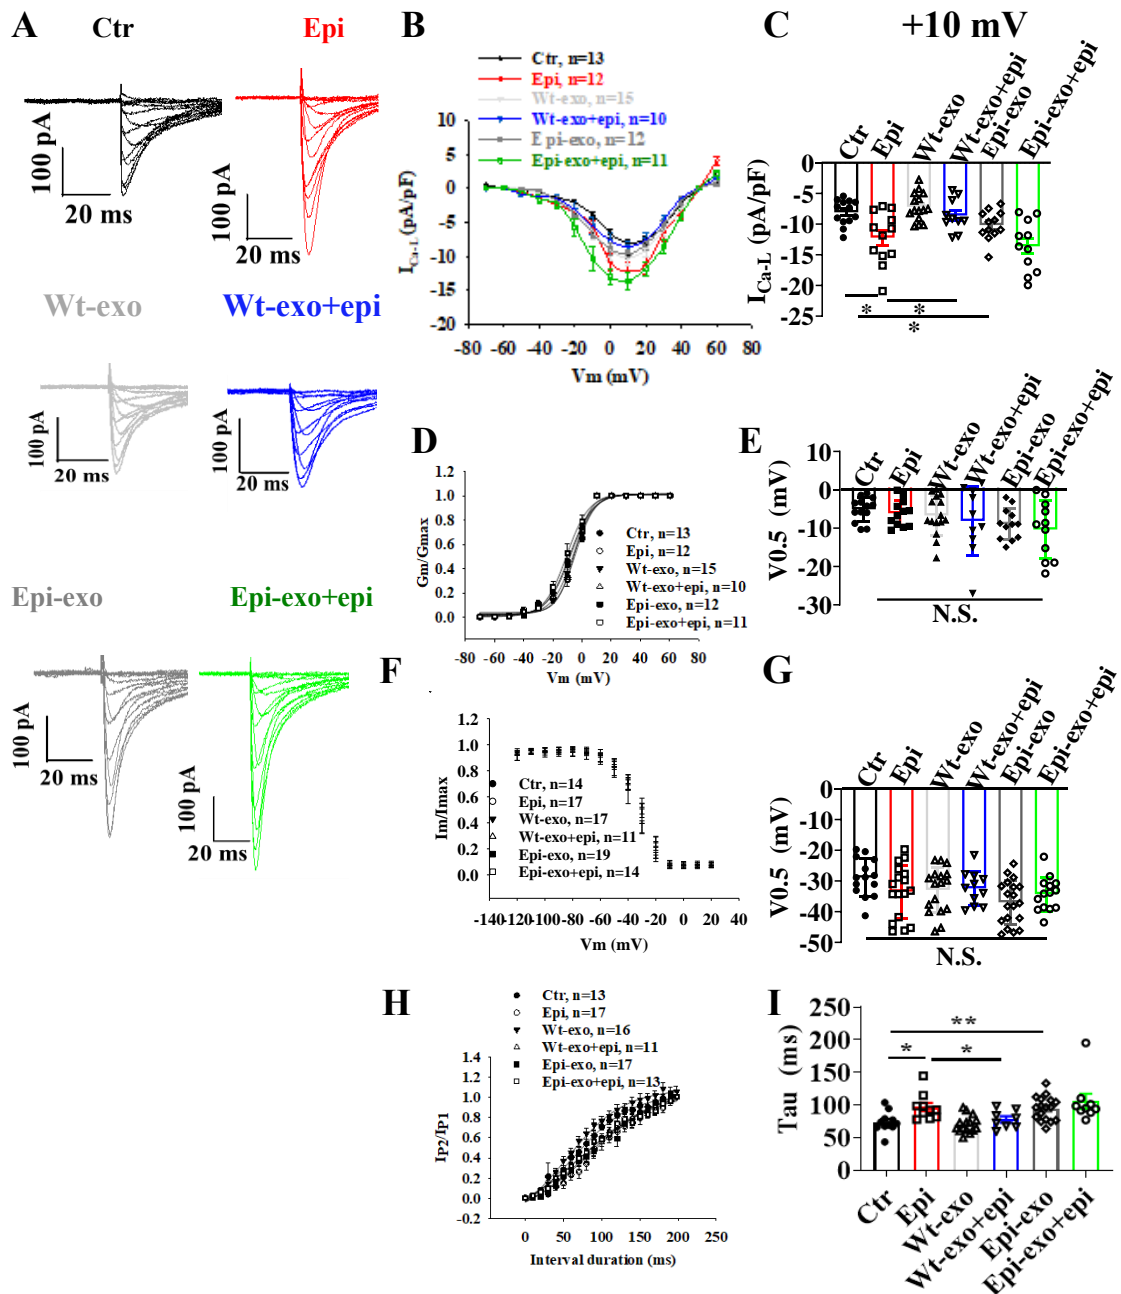 A
Ctr
Epi
100 pA
20 ms
100 pA
20 ms
Wt-exo
Wt-exo+epi
100 pA
20 ms
100 pA
20 ms
Epi-exo
Epi-exo+epi
100 pA
20 ms
100 pA
20 ms
B
Ctr, n=13
Epi, n=12
Wt-exo, n=15
Wt-exo+epi, n=10
Epi-exo, n=12
Epi-exo+epi, n=11
10
5
0
-5
-10
-15
-20
-80 -60 -40 -20 0 20 40 60 80
ICa-L (pA/pF)
Vm (mV)
C
+10 mV
Ctr
Epi
Wt-exo
Wt-exo+epi
Epi-exo
Epi-exo+epi
0
-5
-10
-15
-20
-25
ICa-L (pA/pF)
* *
*
D
1.2
1.0
0.8
0.6
0.4
0.2
0.0
Gm/Gmax
Ctr, n=13
Epi, n=12
Wt-exo, n=15
Wt-exo+epi, n=10
Epi-exo, n=12
Epi-exo+epi, n=11
-80 -60 -40 -20 0 20 40 60 80
Vm (mV)
E
Ctr
Epi
Wt-exo
Wt-exo+epi
Epi-exo
Epi-exo+epi
10
0
-10
-20
-30
V0.5 (mV)
N.S.
F
1.2
1.0
0.8
0.6
0.4
0.2
0.0
Im/Imax
Ctr, n=14
Epi, n=17
Wt-exo, n=17
Wt-exo+epi, n=11
Epi-exo, n=19
Epi-exo+epi, n=14
-140 -120 -100 -80 -60 -40 -20 0 20 40
Vm (mV)
G
Ctr
Epi
Wt-exo
Wt-exo+epi
Epi-exo
Epi-exo+epi
0
-10
-20
-30
-40
-50
V0.5 (mV)
N.S.
H
Ctr, n=13
Epi, n=17
Wt-exo, n=16
Wt-exo+epi, n=11
Epi-exo, n=17
Epi-exo+epi, n=13
1.4
1.2
1.0
0.8
0.6
0.4
0.2
0.0
-0.2
IP2/IP1
0 50 100 150 200 250
Interval duration (ms)
I
250
200
150
100
50
0
Tau (ms)
**
* *
Ctr
Epi
Wt-exo
Wt-exo+epi
Epi-exo
Epi-exo+epi